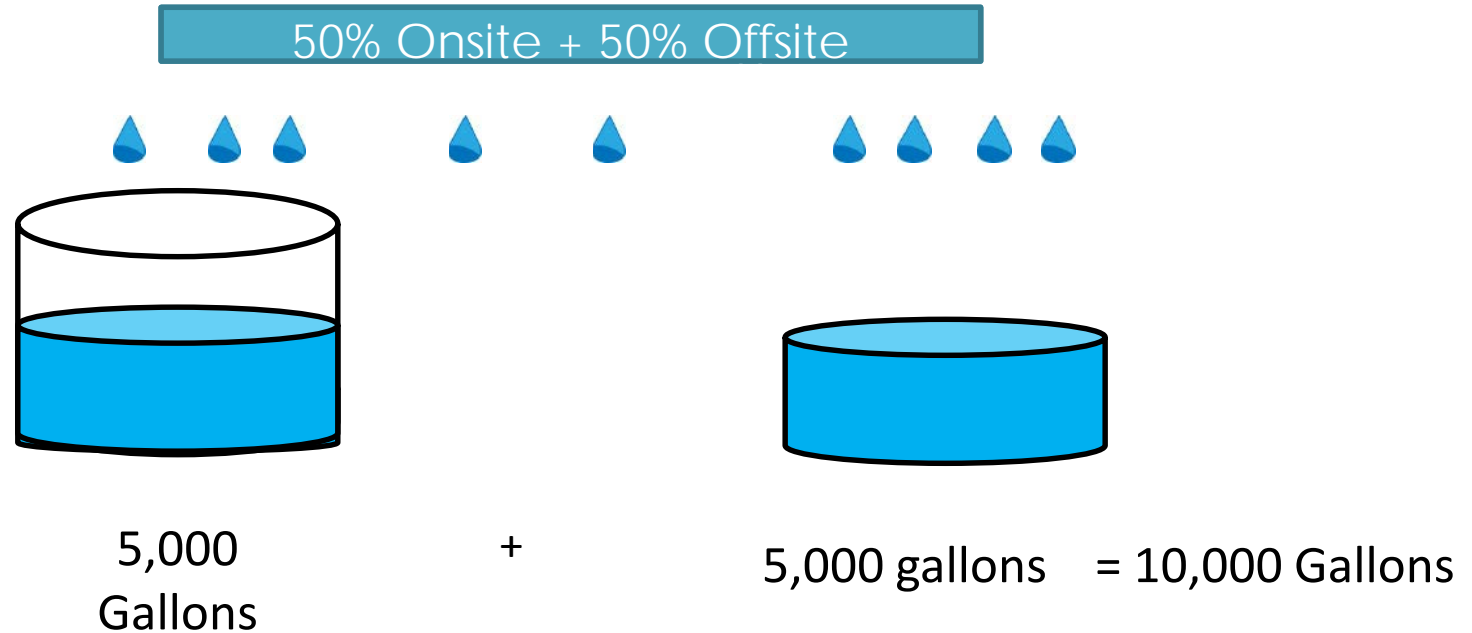 50% Onsite + 50% Offsite
5,000
Gallons
+
5,000 gallons = 10,000 Gallons